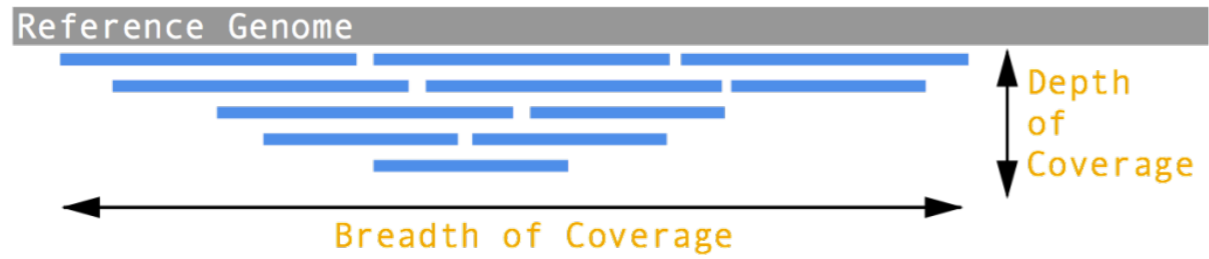 Reference Genome
Depth
of
Coverage
Breadth of Coverage